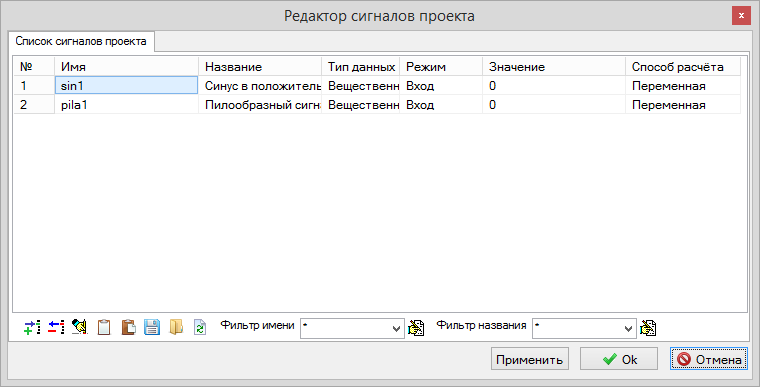 Редактор сигналов проекта
x
Список сигналов проекта
№ Имя Название Тип данных Режим Значение Способ расчёта
1 sin1 Синус в положитель Вещественн Вход 0 Переменная
2 pila1 Пилообразный сигна Вещественн Вход 0 Переменная
Фильтр имени * Фильтр названия *
Применить Ok Отмена